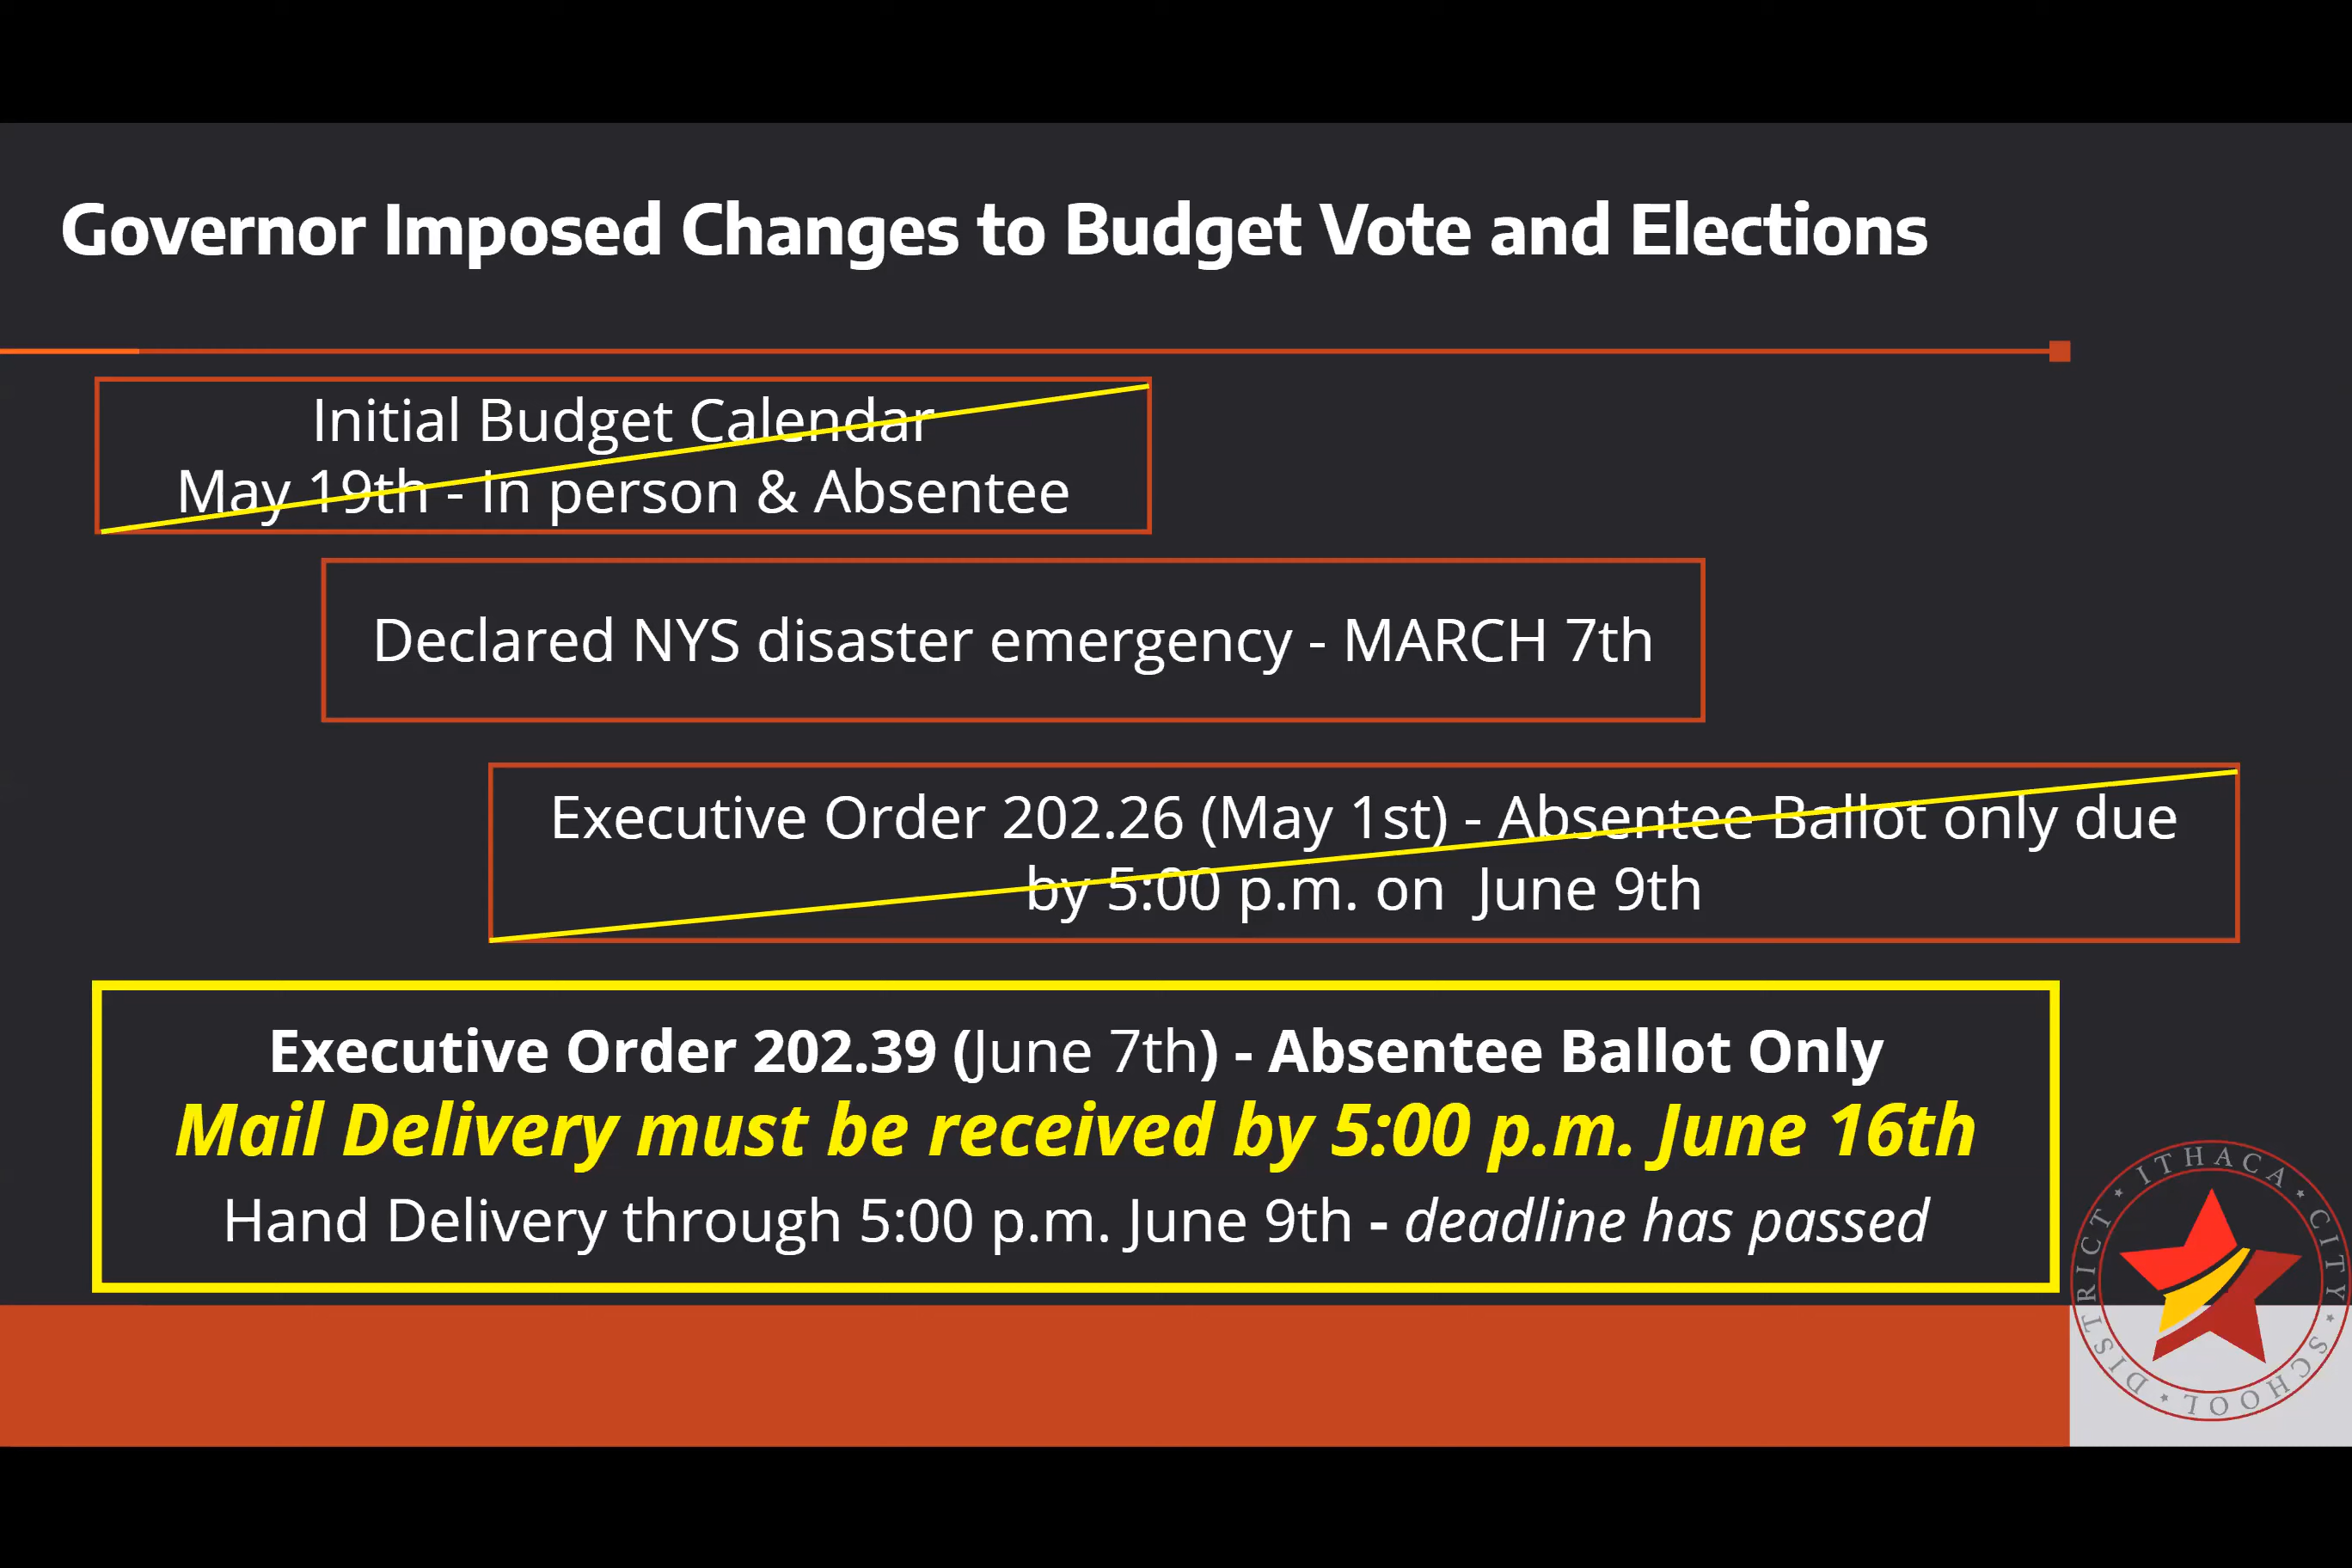 Governor Imposed Changes to Budget Vote and Elections
Initial Budget Calendar
May 19th - In person & Absentee
Declared NYS disaster emergency - MARCH 7th
Executive Order 202.26 (May 1st) - Absentee Ballot only due
by 5:00 p.m. on  June 9th
Executive Order 202.39 (June 7th) - Absentee Ballot Only
Mail Delivery must be received by 5:00 p.m. June 16th
Hand Delivery through 5:00 p.m. June 9th - deadline has passed
ITHACA * CITY * SCHOOL * DISTRICT *